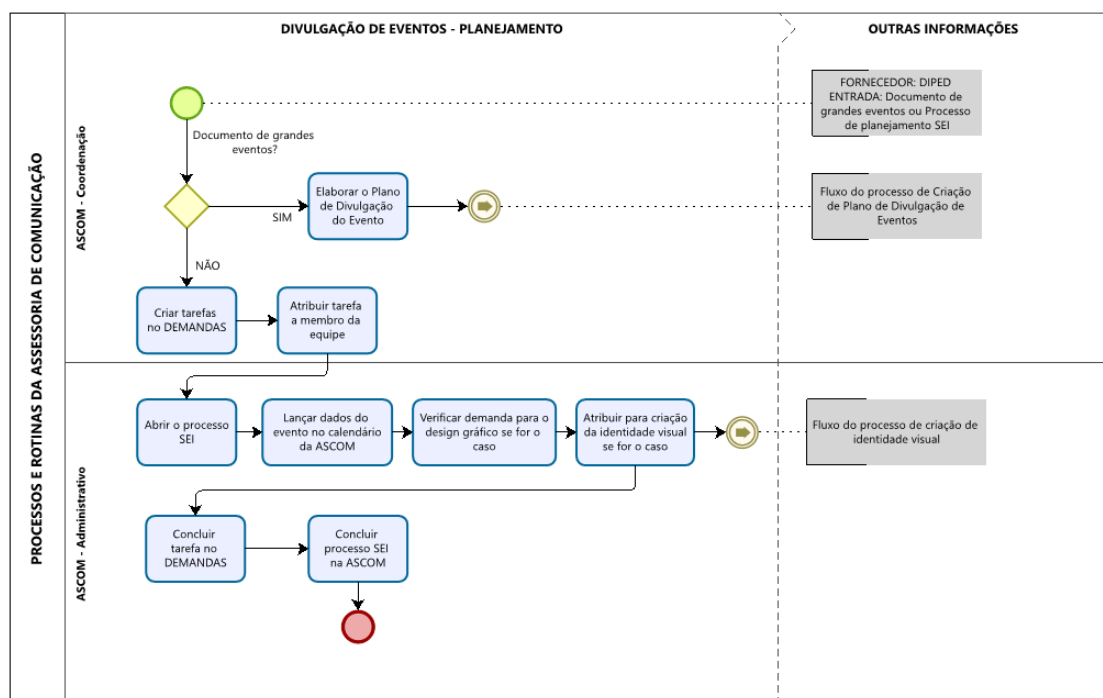 PROCESSOS E ROTINAS DA ASSESSORIA DE COMUNICAÇÃO
DIVULGAÇÃO DE EVENTOS - PLANEJAMENTO
OUTRAS INFORMAÇÕES
ASCOM - Coordenação
FORNECEDOR: DIPED
ENTRADA: Documento de
grandes eventos ou Processo
de planejamento SEI
Documento de grandes
eventos?
SIM
Elaborar o Plano
de Divulgação
do Evento
Fluxo do processo de Criação
de Plano de Divulgação de
Eventos
NÃO
Criar tarefas
no DEMANDAS
Atribuir tarefa
a membro da
equipe
ASCOM - Administrativo
Abrir o processo
SEI
Lançar dados do
evento no calendário
da ASCOM
Verificar demanda para o
design gráfico se for o
caso
Atribuir para criação
da identidade visual
se for o caso
Fluxo do processo de criação de
identidade visual
Concluir
tarefa no
DEMANDAS
Concluir
processo SEI
na ASCOM